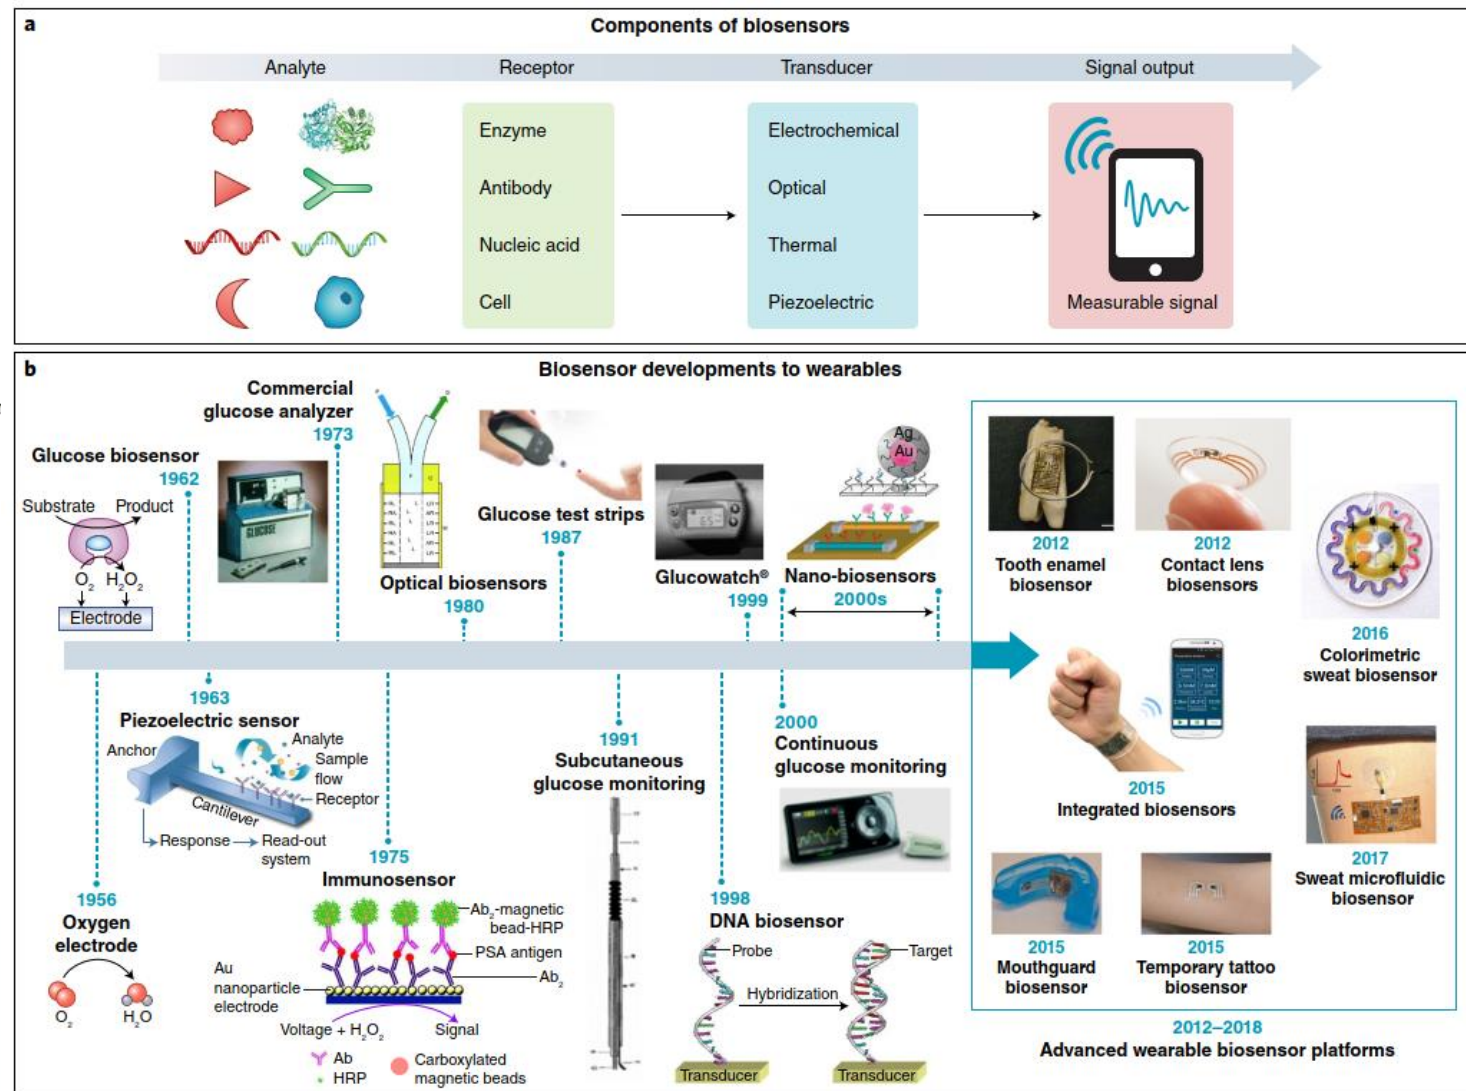 a
Components of biosensors
Analyte
Receptor
Transducer
Signal output
Enzyme
Antibody
Nucleic acid
Cell
Electrochemical
Optical
Thermal
Piezoelectric
Measurable signal
b
Biosensor developments to wearables
Glucose biosensor
1962
Substrate
Product
O2
H2O2
Electrode
Commercial
glucose analyzer
1973
GLUCOSE
Optical biosensors
1980
Glucose test strips
1987
Glucowatch®
1999
Ag
Au
Nano-biosensors
2000s
1956
Oxygen
electrode
O2
H2O
1963
Piezoelectric sensor
Anchor
Analyte
Sample
flow
Receptor
Cantilever
Response
Read-out
system
1975
Immunosensor
Ab2-magnetic
bead-HRP
PSA antigen
Ab2
Au
nanoparticle
electrode
Voltage + H2O2
Signal
Ab
HRP
Carboxylated
magnetic beads
1991
Subcutaneous
glucose monitoring
1998
DNA biosensor
Probe
Target
Hybridization
Transducer
Transducer
2000
Continuous
glucose monitoring
2012
Tooth enamel
biosensor
2012
Contact lens
biosensors
2016
Colorimetric
sweat biosensor
2015
Integrated biosensors
2017
Sweat microfluidic
biosensor
2015
Mouthguard
biosensor
2015
Temporary tattoo
biosensor
2012–2018
Advanced wearable biosensor platforms